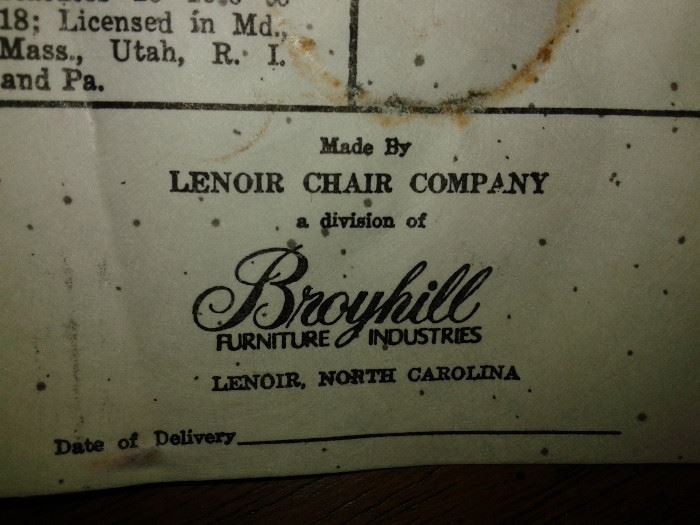 18; Licensed in Md.,
Mass., Utah, R. I.
and Pa.
Made By
LENOIR CHAIR COMPANY
a division of
Broyhill
FURNITURE INDUSTRIES
LENOIR, NORTH CAROLINA
Date of Delivery